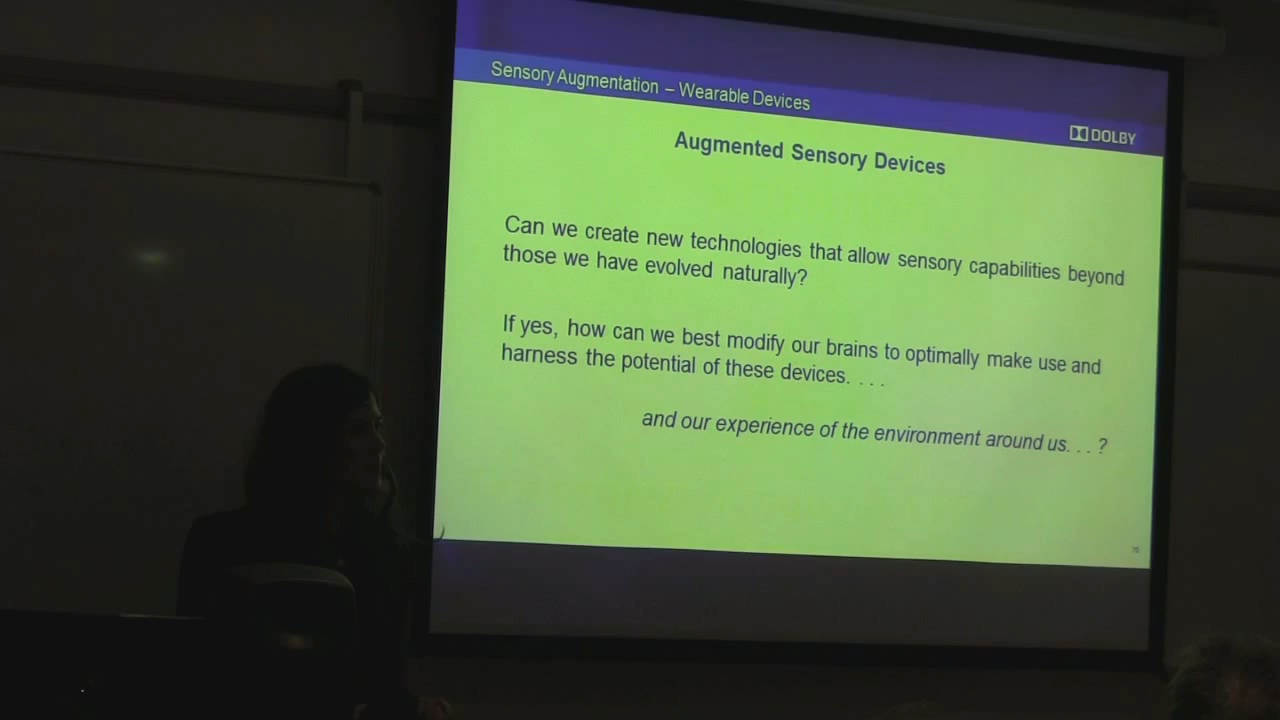 Sensory Augmentation – Wearable Devices
DOLBY
Augmented Sensory Devices
Can we create new technologies that allow sensory capabilities beyond
those we have evolved naturally?
If yes, how can we best modify our brains to optimally make use and
harness the potential of these devices. . . .
and our experience of the environment around us. . . ?